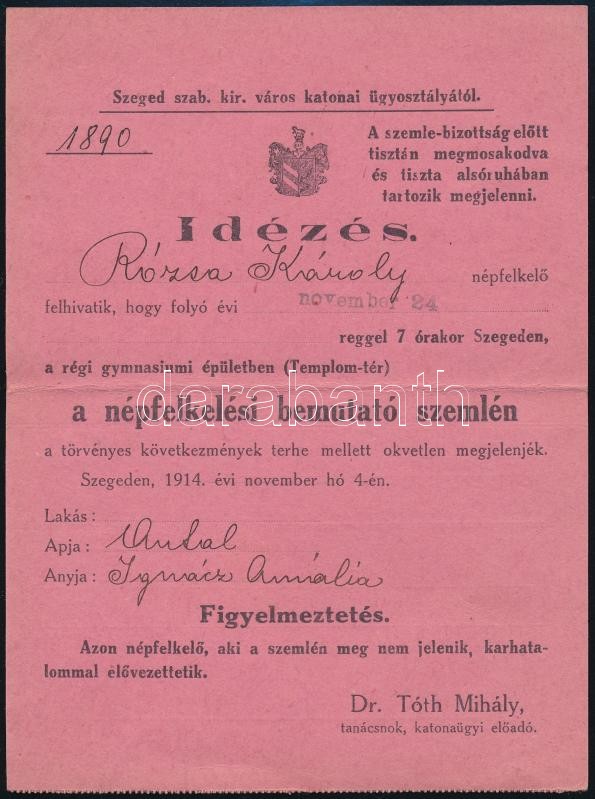 Szeged szab. kir. város katonai ügyosztályától.
1890
A szemle-bizottság előtt
tisztán megmosakodva
és tiszta alsóruhában
tartozik megjelenni.
Idézés.
Rózsa Károly népfelkelő
felhivatik, hogy folyó évi november 24
reggel 7 órakor Szegeden,
a régi gymnasiumi épületben (Templom-tér)
darabanth
a népfelkelési bemutató szemlén
a törvényes következmények terhe mellett okvetlen megjelenjék.
Szegeden, 1914. évi november hó 4-én.
Lakás:
Apja: Antal
Anyja: Ignácz Amália
Figyelmeztetés.
Azon népfelkelő, aki a szemlén meg nem jelenik, karhata-
lommal elővezettetik.
Dr. Tóth Mihály,
tanácsnok, katonaügyi előadó.